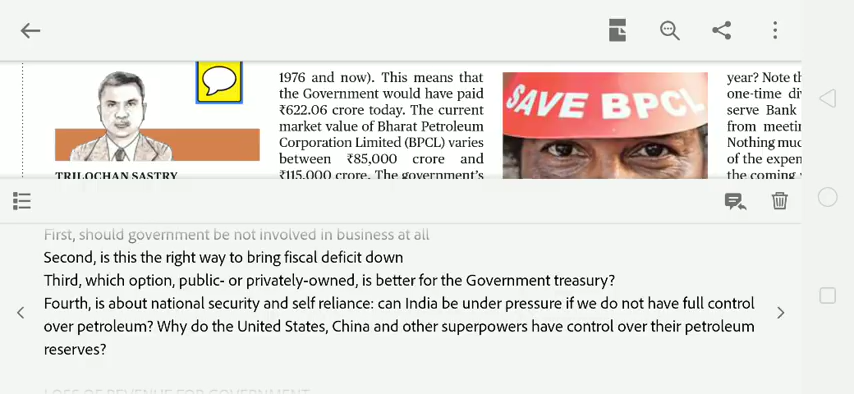 1976 and now). This means that
the Government would have paid
₹622.06 crore today. The current
market value of Bharat Petroleum
Corporation Limited (BPCL) varies
between ₹85,000 crore and
₹115,000 crore. The government's
TRILOCHAN SASTRY
SAVE BPCL
year? Note th
one-time di
serve Bank
from meetin
Nothing muc
of the expen
the coming
First, should government be not involved in business at all
Second, is this the right way to bring fiscal deficit down
Third, which option, public- or privately-owned, is better for the Government treasury?
Fourth, is about national security and self reliance: can India be under pressure if we do not have full control
over petroleum? Why do the United States, China and other superpowers have control over their petroleum
reserves?
LOSS OF REVENUE FOR GOVERNMENT